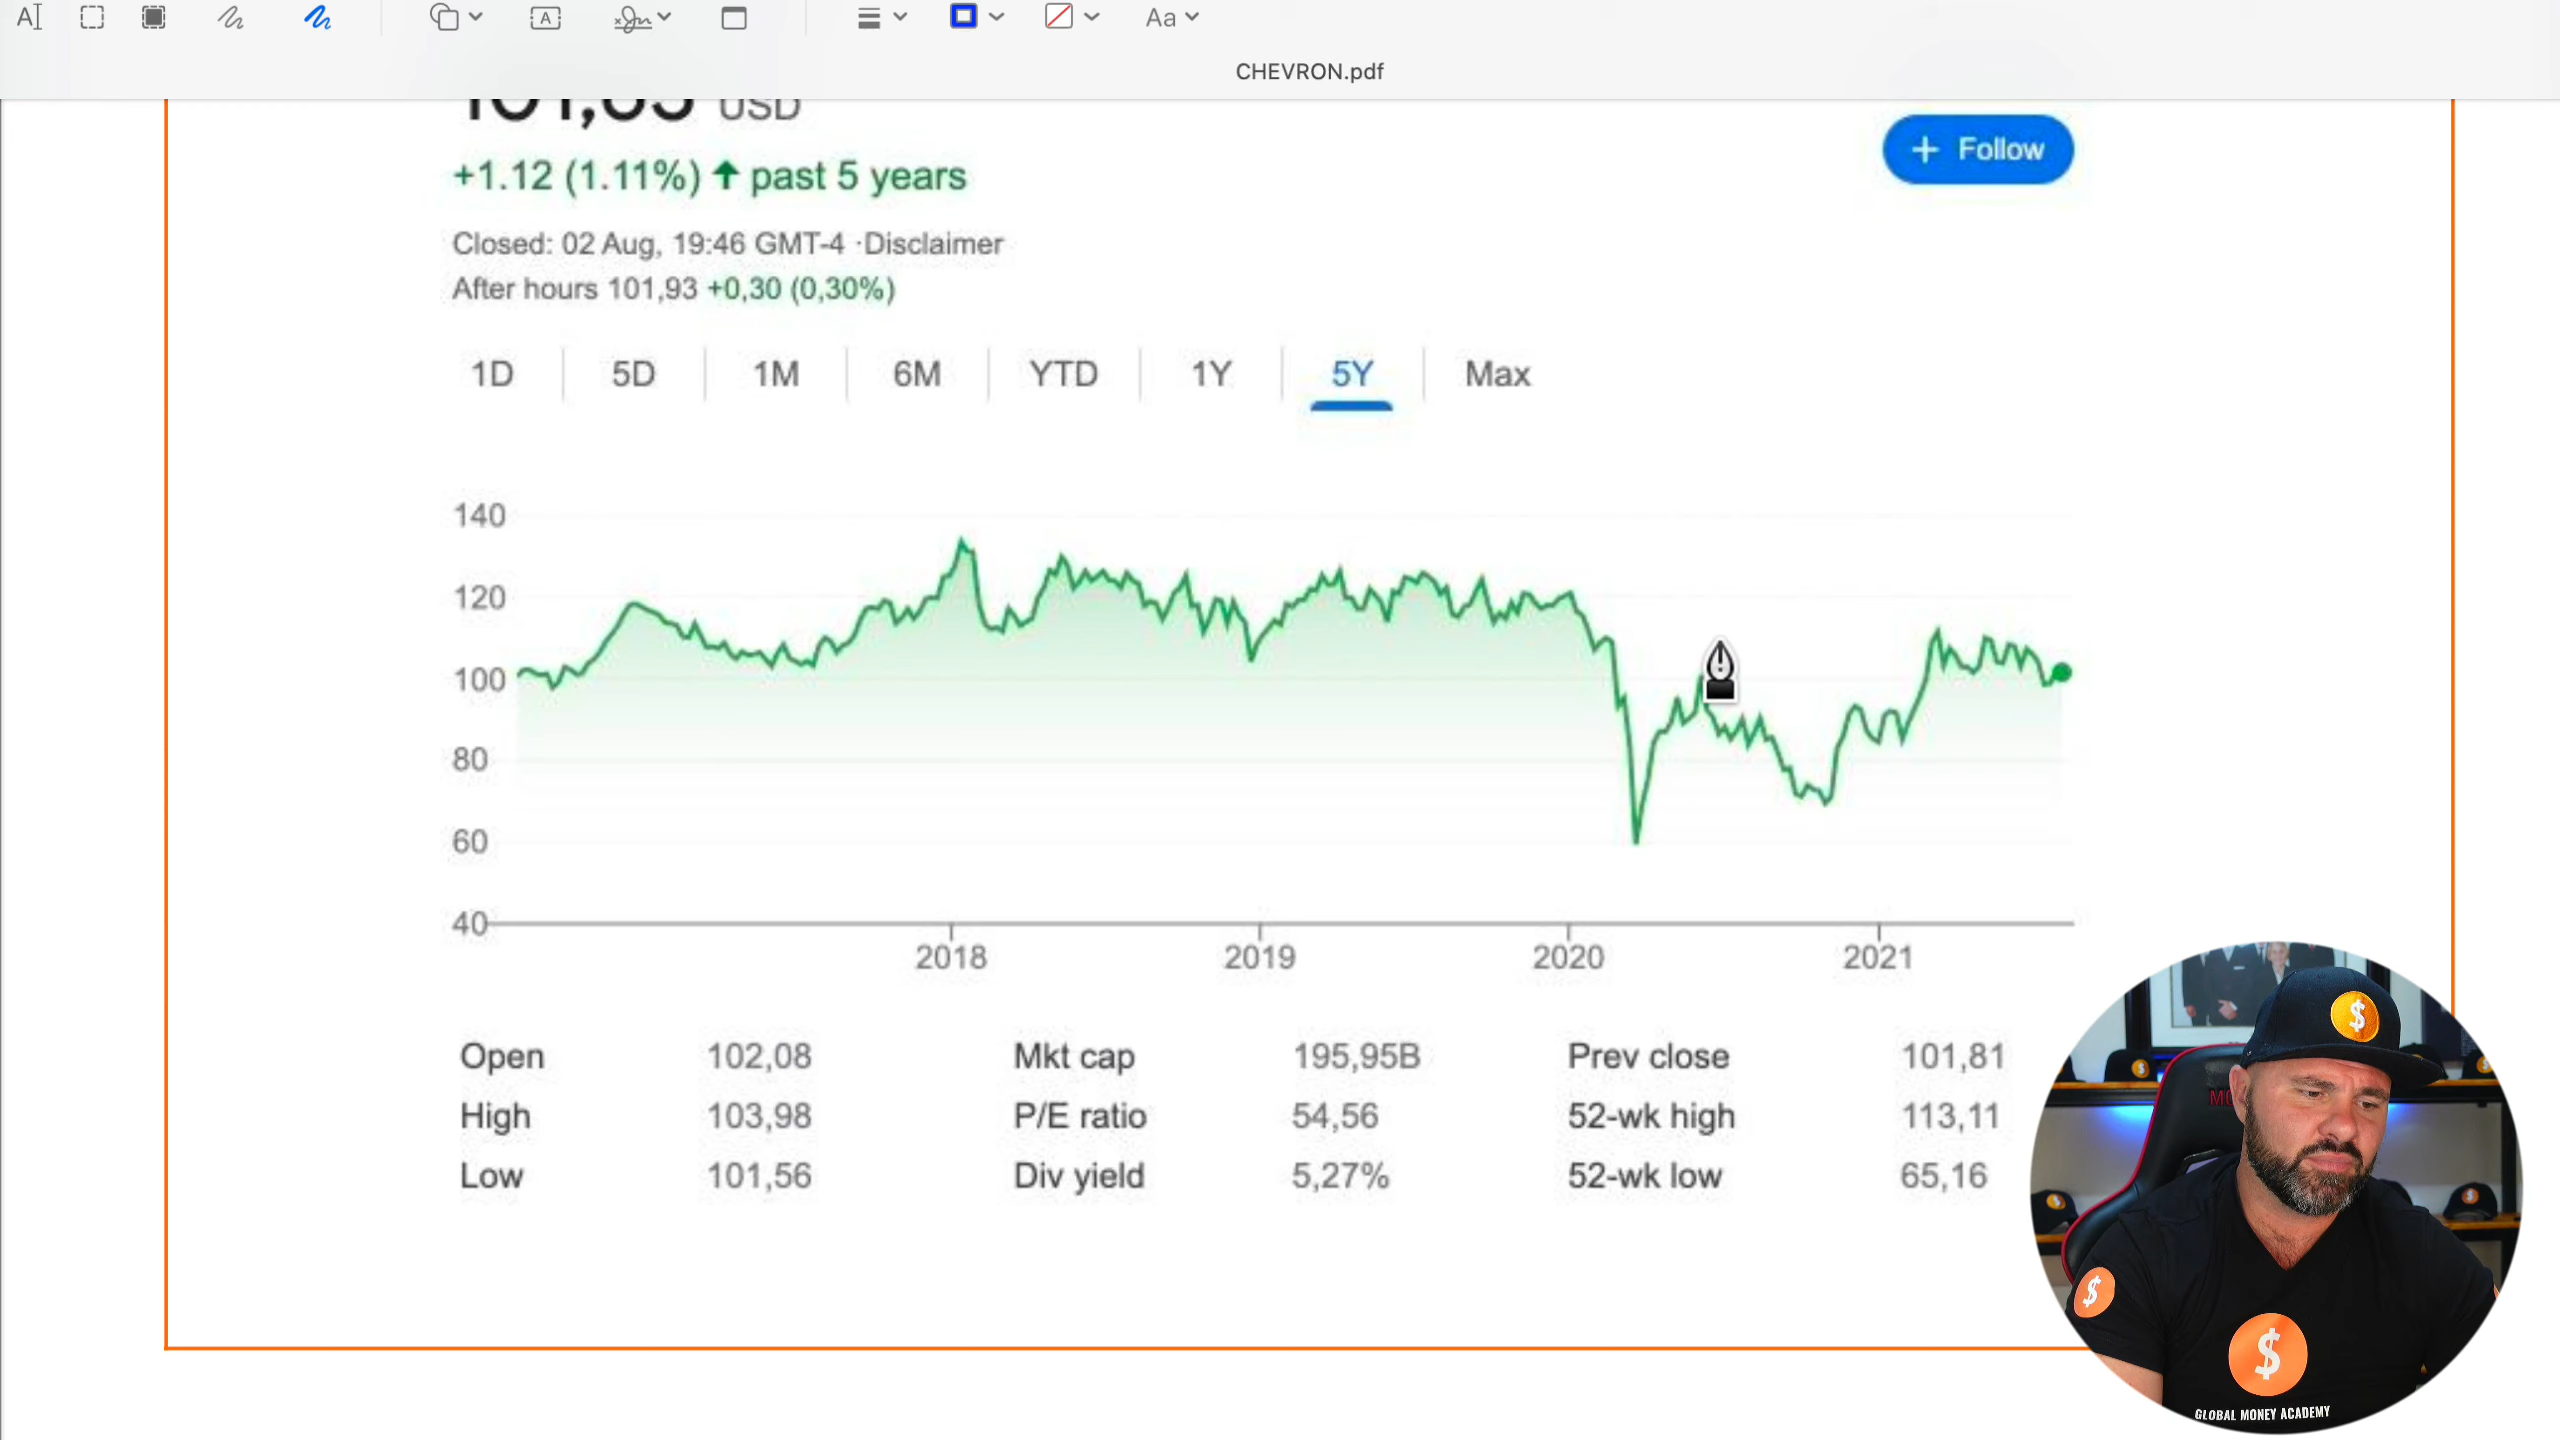 CHEVRON.pdf
USD
+ Follow
+1.12 (1.11%) ↑ past 5 years
Closed: 02 Aug, 19:46 GMT-4 ·Disclaimer
After hours 101,93 +0,30 (0,30%)
1D 5D 1M 6M YTD 1Y 5Y Max
140
120
100
80
60
40
2018 2019 2020 2021
Open 102,08 Mkt cap 195,95B Prev close 101,81
High 103,98 P/E ratio 54,56 52-wk high 113,11
Low 101,56 Div yield 5,27% 52-wk low 65,16
$
$
$
GLOBAL MONEY ACADEMY
Aa
A
A